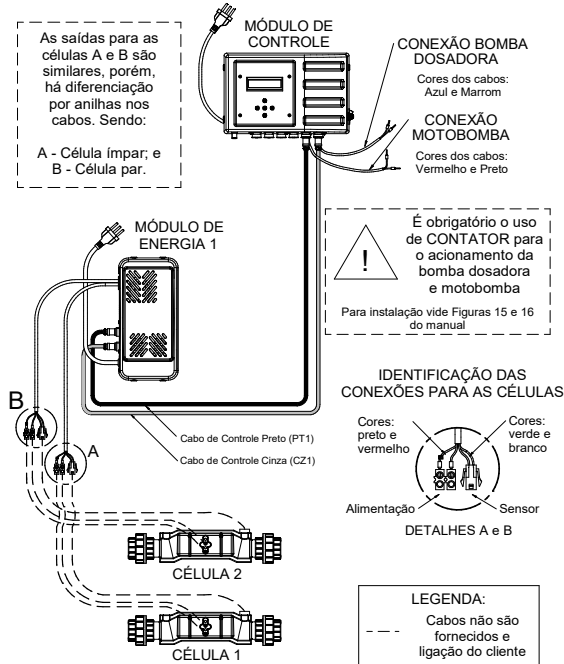 As saídas para as
células A e B são
similares, porém,
há diferenciação
por anilhas nos
cabos. Sendo:
A - Célula ímpar; e
B - Célula par.
MÓDULO DE
CONTROLE
CONEXÃO BOMBA
DOSADORA
Cores dos cabos:
Azul e Marrom
CONEXÃO
MOTOBOMBA
Cores dos cabos:
Vermelho e Preto
MÓDULO DE
ENERGIA 1
!
É obrigatório o uso
de CONTATOR para
o acionamento da
bomba dosadora
e motobomba
Para instalação vide Figuras 15 e 16
do manual
B
A
Cabo de Controle Preto (PT1)
Cabo de Controle Cinza (CZ1)
IDENTIFICAÇÃO DAS
CONEXÕES PARA AS CÉLULAS
Cores:
preto e
vermelho
Cores:
verde e
branco
Alimentação
Sensor
DETALHES A e B
CÉLULA 2
CÉLULA 1
LEGENDA:
Cabos não são
fornecidos e
ligação do cliente